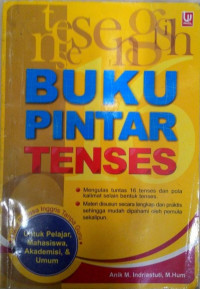 BUKU
PINTAR
TENSES
Mengulas tuntas 16 tenses dan pola
kalimat selain bentuk tenses.
Materi disusun secara lengkap dan praktis
sehingga mudah dipahami oleh pemula
sekalipun.
Untuk Pelajar,
Mahasiswa,
Akademisi, &
Umum
Anik M. Indriastuti, M.Hum